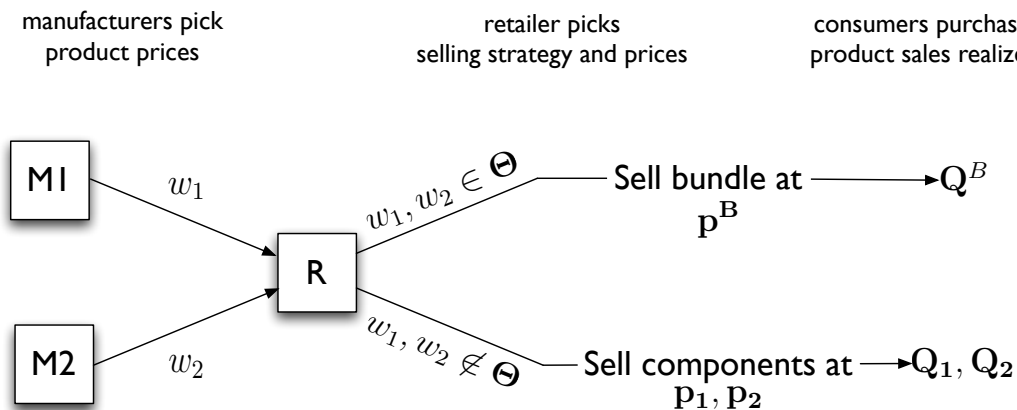 manufacturers pick
product prices
retailer picks
selling strategy and prices
consumers purchas
product sales realize
M1
w₁
w₁, w₂ ∈ Θ
Sell bundle at
p^B
Q^B
R
M2
w₂
w₁, w₂ ∉ Θ
Sell components at
p₁, p₂
Q₁, Q₂